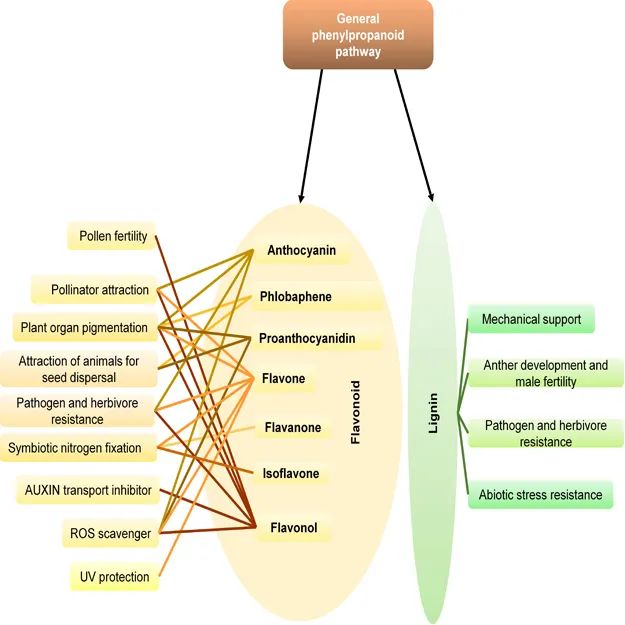 General
phenylpropanoid
pathway
Pollen fertility
Pollinator attraction
Plant organ pigmentation
Attraction of animals for
seed dispersal
Pathogen and herbivore
resistance
Symbiotic nitrogen fixation
AUXIN transport inhibitor
ROS scavenger
UV protection
Anthocyanin
Phlobaphene
Proanthocyanidin
Flavone
Flavanone
Isoflavone
Flavonol
Flavonoid
Lignin
Mechanical support
Anther development and
male fertility
Pathogen and herbivore
resistance
Abiotic stress resistance